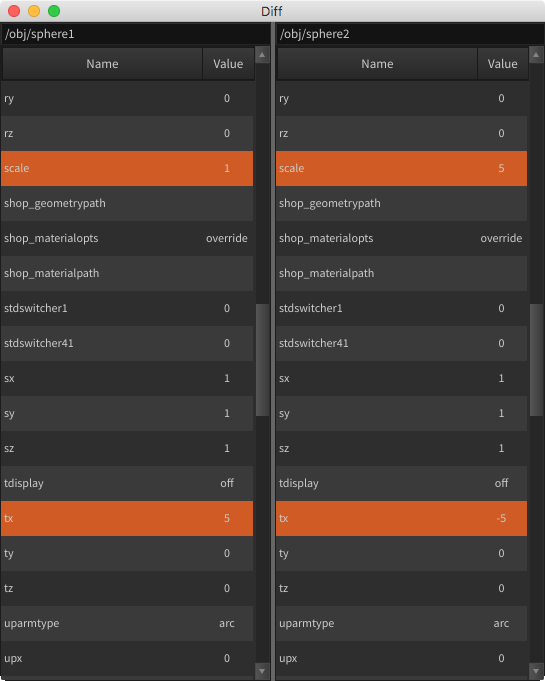 Diff
/obj/sphere1 /obj/sphere2
Name Value Name Value
ry 0 ry 0
rz 0 rz 0
scale 1 scale 5
shop_geometrypath shop_geometrypath
shop_materialopts override shop_materialopts override
shop_materialpath shop_materialpath
stdswitcher1 0 stdswitcher1 0
stdswitcher41 0 stdswitcher41 0
sx 1 sx 1
sy 1 sy 1
sz 1 sz 1
tdisplay off tdisplay off
tx 5 tx -5
ty 0 ty 0
tz 0 tz 0
uparmtype arc uparmtype arc
upx 0 upx 0